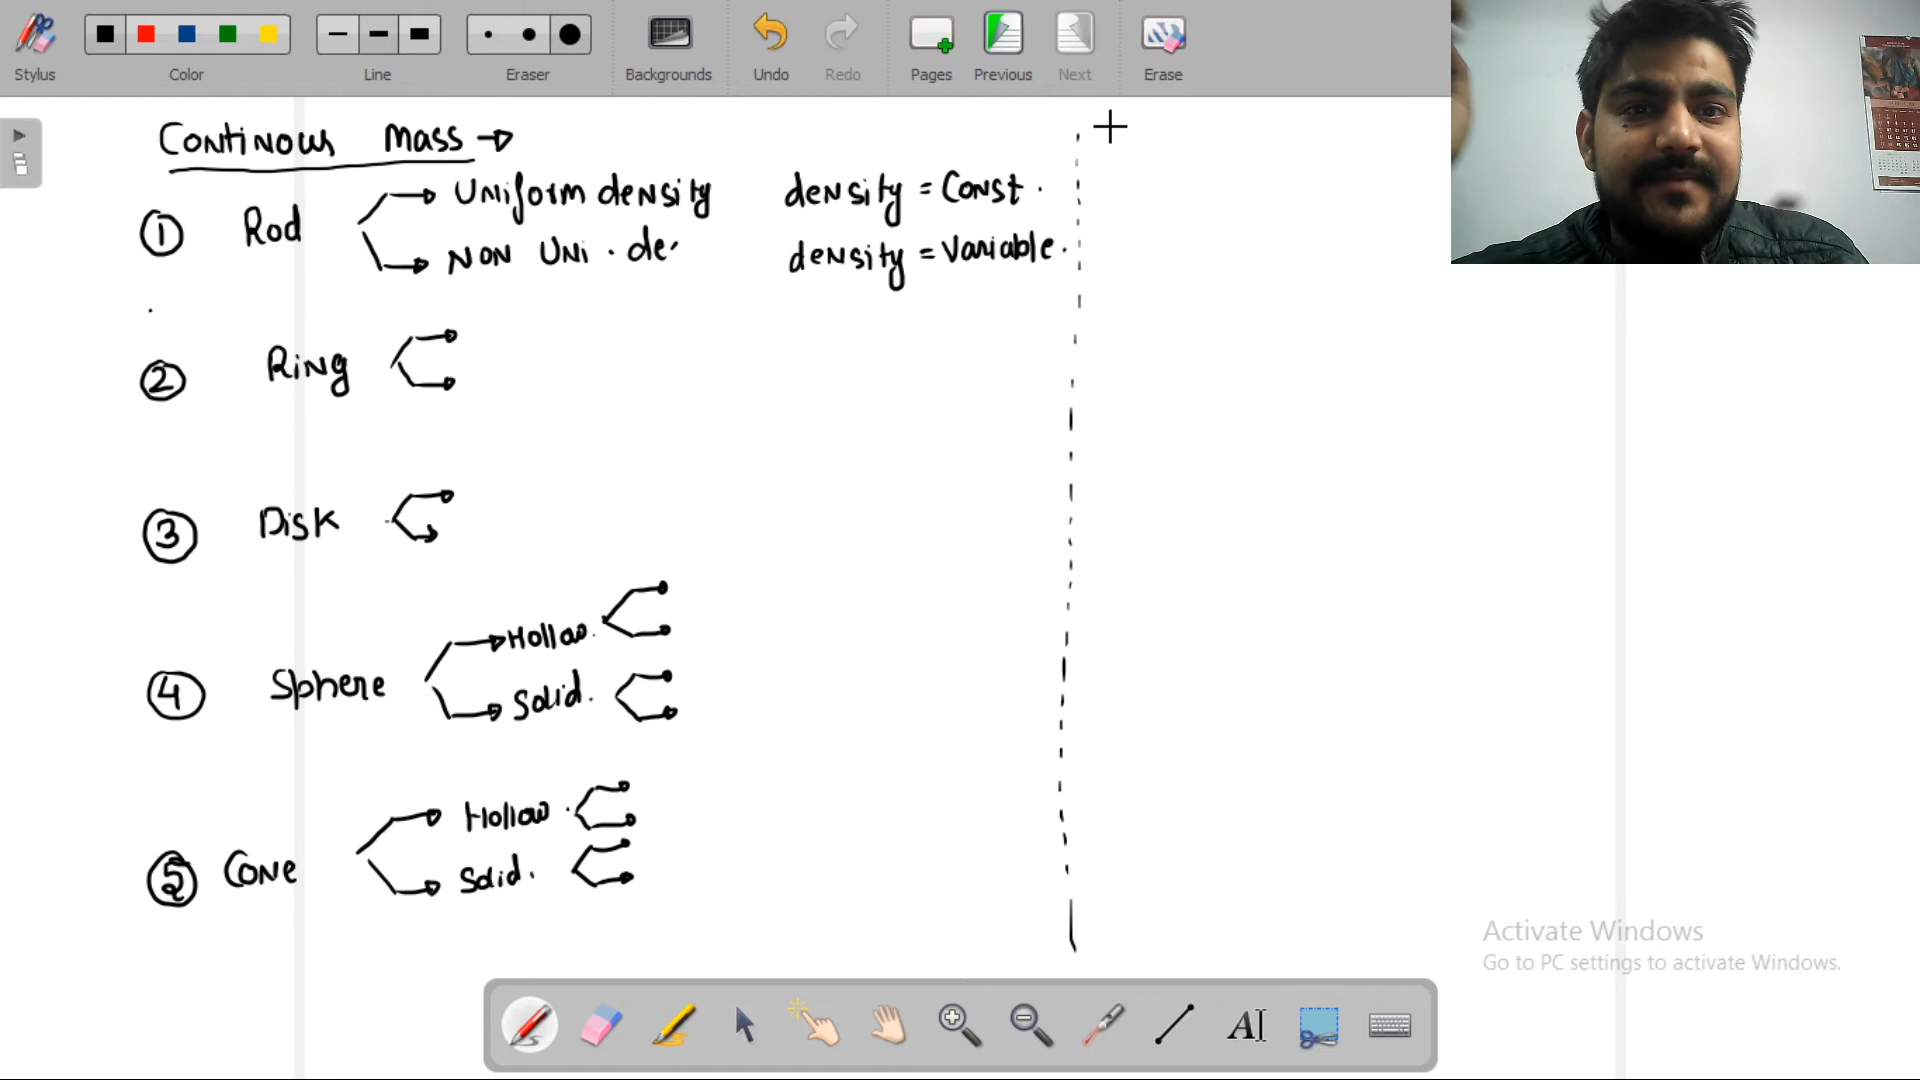 Stylus Color Line Eraser Backgrounds Undo Redo Pages Previous Next Erase
Continous Mass →
① Rod → Uniform density density = Const.
→ NON Uni. de density = Variable.
② Ring
③ Disk
④ Sphere → Hollow.
→ Solid.
⑤ Cone → Hollow.
→ Solid.
Activate Windows
Go to PC settings to activate Windows.
AI